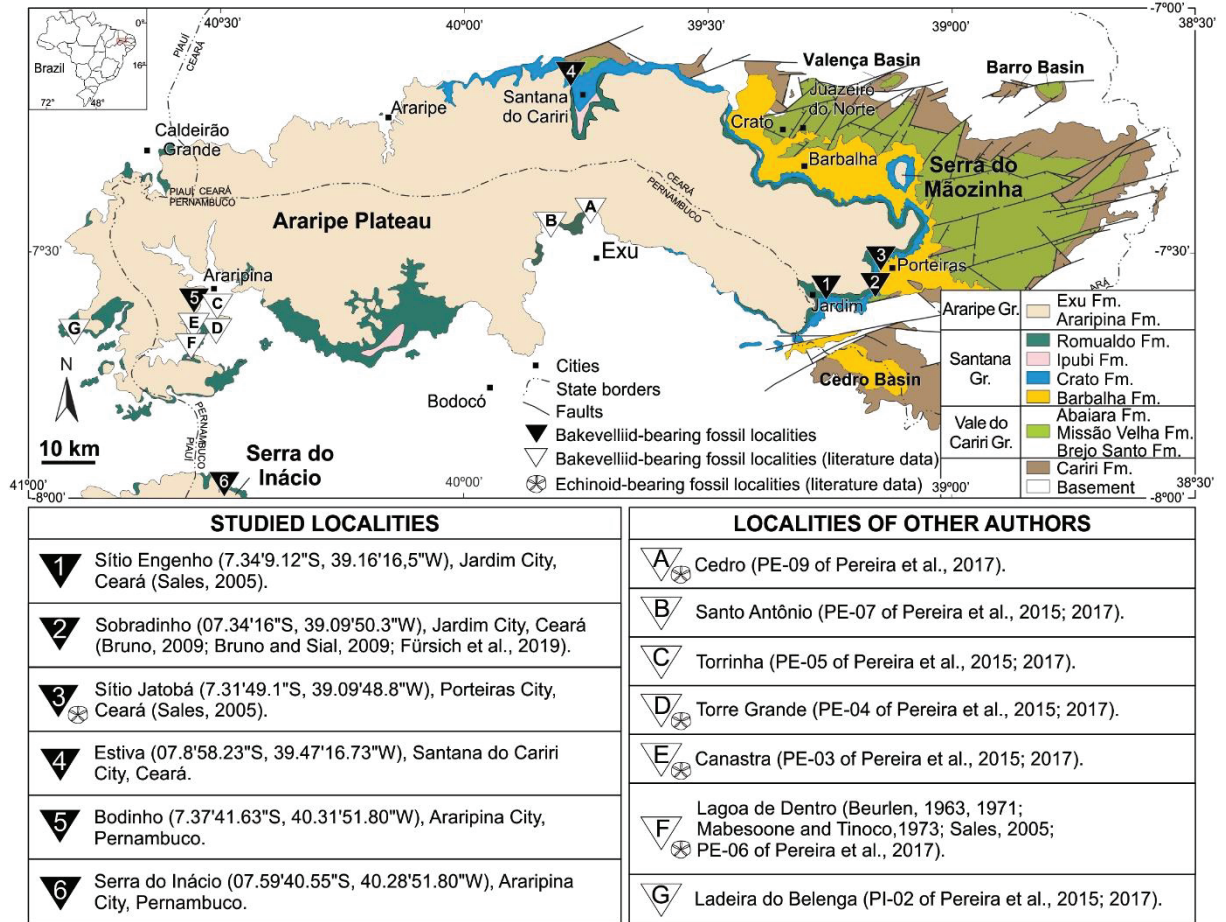 40°30'
40°00'
39°30'
39°00'
-7°00'
38°30'
0°
16°
Brazil
72°
48°
PIAUÍ
CEARÁ
4
Valença Basin
Barro Basin
Juazeiro
do Norte
Santana
do Cariri
Araripe
Crato
Caldeirão
Grande
Barbalha
Serra do
Mãozinha
PIAUÍ CEARÁ
PERNAMBUCO
CEARÁ
PERNAMBUCO
Araripe Plateau
B
A
Exu
-7°30'
3
Porteiras
2
1
Jardim
CEARÁ
Araripina
5
C
E
D
G
F
N
10 km
Cedro Basin
Bodocó
PERNAMBUCO
PIAUÍ
Serra do
Inácio
6
Cities
State borders
Faults
Bakevelliid-bearing fossil localities
Bakevelliid-bearing fossil localities (literature data)
Echinoid-bearing fossil localities (literature data)
Araripe Gr.
Exu Fm.
Araripina Fm.
Santana
Gr.
Romualdo Fm.
Ipubi Fm.
Crato Fm.
Barbalha Fm.
Vale do
Cariri Gr.
Abaiara Fm.
Missão Velha Fm.
Brejo Santo Fm.
Cariri Fm.
Basement
41°00'
-8°00'
40°00'
39°00'
38°30'
-8°00'
STUDIED LOCALITIES
1 Sítio Engenho (7.34'9.12"S, 39.16'16,5"W), Jardim City,
Ceará (Sales, 2005).
2 Sobradinho (07.34'16"S, 39.09'50.3"W), Jardim City, Ceará
(Bruno, 2009; Bruno and Sial, 2009; Fürsich et al., 2019).
3 Sítio Jatobá (7.31'49.1"S, 39.09'48.8"W), Porteiras City,
Ceará (Sales, 2005).
4 Estiva (07.8'58.23"S, 39.47'16.73"W), Santana do Cariri
City, Ceará.
5 Bodinho (7.37'41.63"S, 40.31'51.80"W), Araripina City,
Pernambuco.
6 Serra do Inácio (07.59'40.55"S, 40.28'51.80"W), Araripina
City, Pernambuco.
LOCALITIES OF OTHER AUTHORS
A Cedro (PE-09 of Pereira et al., 2017).
B Santo Antônio (PE-07 of Pereira et al., 2015; 2017).
C Torrinha (PE-05 of Pereira et al., 2015; 2017).
D Torre Grande (PE-04 of Pereira et al., 2015; 2017).
E Canastra (PE-03 of Pereira et al., 2015; 2017).
F Lagoa de Dentro (Beurlen, 1963, 1971;
Mabesoone and Tinoco,1973; Sales, 2005;
PE-06 of Pereira et al., 2017).
G Ladeira do Belenga (PI-02 of Pereira et al., 2015; 2017).